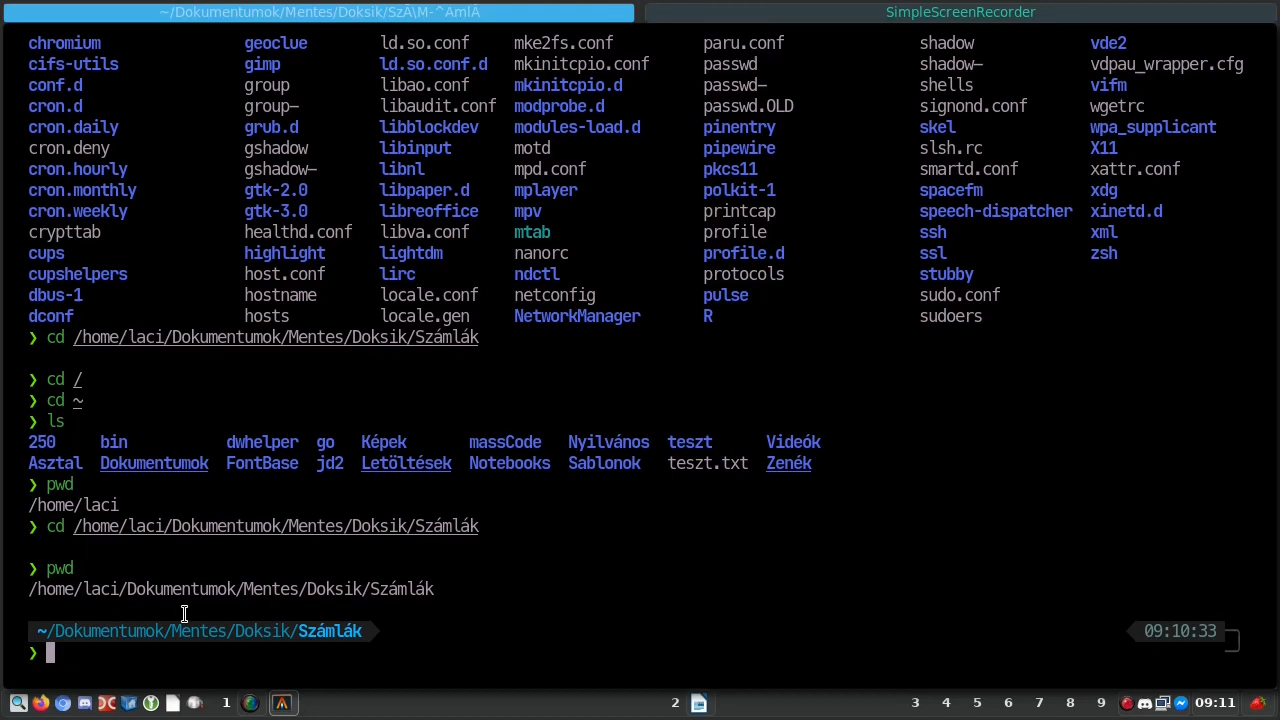 ~/Dokumentumok/Mentes/Doksik/SzÃ\M-^AmlÃ SimpleScreenRecorder
chromium geoclue ld.so.conf mke2fs.conf paru.conf shadow vde2
cifs-utils gimp ld.so.conf.d mkinitcpio.conf passwd shadow- vdpau_wrapper.cfg
conf.d group libao.conf mkinitcpio.d passwd- shells vifm
cron.d group- libaudit.conf modprobe.d passwd.OLD signond.conf wgetrc
cron.daily grub.d libblockdev modules-load.d pinentry skel wpa_supplicant
cron.deny gshadow libinput motd pipewire slsh.rc X11
cron.hourly gshadow- libnl mpd.conf pkcs11 smartd.conf xattr.conf
cron.monthly gtk-2.0 libpaper.d mplayer polkit-1 spacefm xdg
cron.weekly gtk-3.0 libreoffice mpv printcap speech-dispatcher xinetd.d
crypttab healthd.conf libva.conf mtab profile ssh xml
cups highlight lightdm nanorc profile.d ssl zsh
cupshelpers host.conf lirc ndctl protocols stubby
dbus-1 hostname locale.conf netconfig pulse sudo.conf
dconf hosts locale.gen NetworkManager R sudoers
❯ cd /home/laci/Dokumentumok/Mentes/Doksik/Számlák
❯ cd /
❯ cd ~
❯ ls
250 bin dwhelper go Képek massCode Nyilvános teszt Videók
Asztal Dokumentumok FontBase jd2 Letöltések Notebooks Sablonok teszt.txt Zenék
❯ pwd
/home/laci
❯ cd /home/laci/Dokumentumok/Mentes/Doksik/Számlák
❯ pwd
/home/laci/Dokumentumok/Mentes/Doksik/Számlák
~/Dokumentumok/Mentes/Doksik/Számlák 09:10:33
❯
1 2 3 4 5 6 7 8 9 09:11